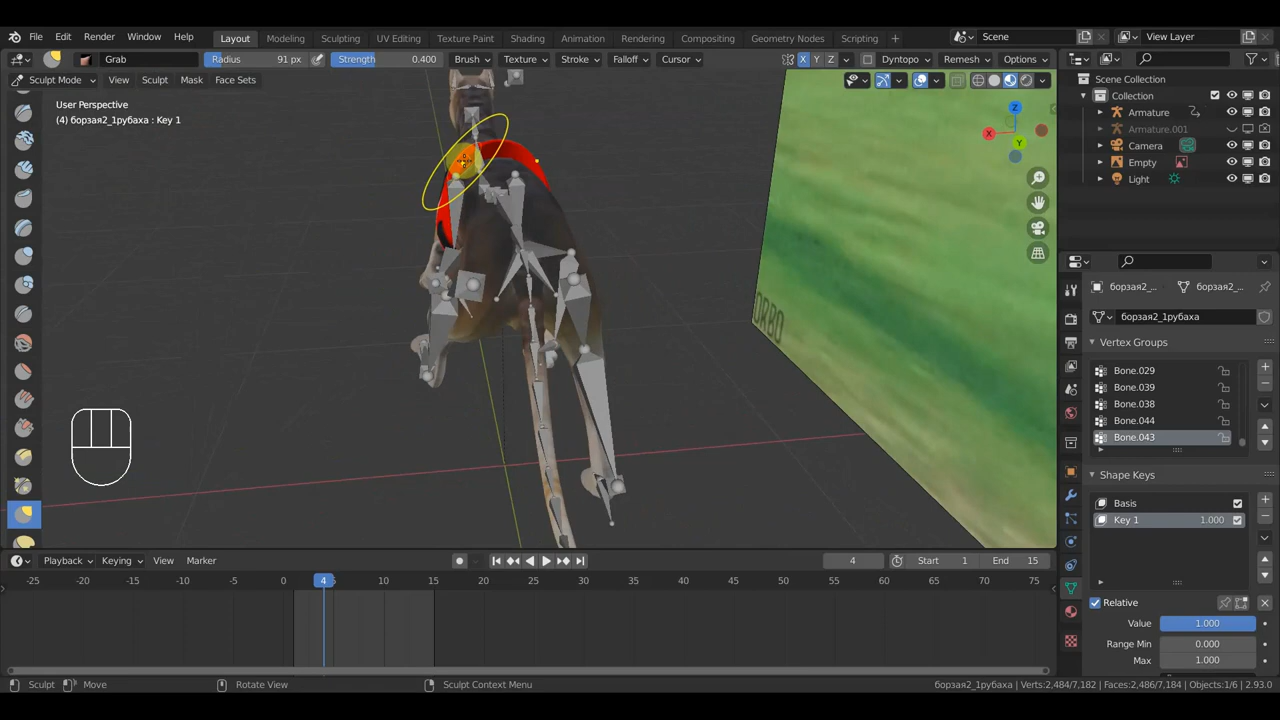 File Edit Render Window Help Layout Modeling Sculpting UV Editing Texture Paint Shading Animation Rendering Compositing Geometry Nodes Scripting + Scene View Layer
Grab Radius 91 px Strength 0.400 Brush Texture Stroke Falloff Cursor X Y Z Dyntopo Remesh Options
Sculpt Mode View Sculpt Mask Face Sets
Scene Collection
Collection
Armature
Armature.001
Camera
Empty
Light
User Perspective
(4) борзая2_1рубаха : Key 1
Z
X
Y
ORBO
борзая2_... борзая2_1р...
борзая2_1рубаха
Vertex Groups
Bone.029
Bone.039
Bone.038
Bone.044
Bone.043
Shape Keys
Basis
Key 1 1.000
Relative
Value 1.000
Range Min 0.000
Max 1.000
Playback Keying View Marker 4 Start 1 End 15
-25 -20 -15 -10 -5 0 4 10 15 20 25 30 35 40 45 50 55 60 65 70 75
Sculpt Move Rotate View Sculpt Context Menu борзая2_1рубаха | Verts:2,484/7,182 | Faces:2,486/7,184 | Objects:1/6 | 2.93.0